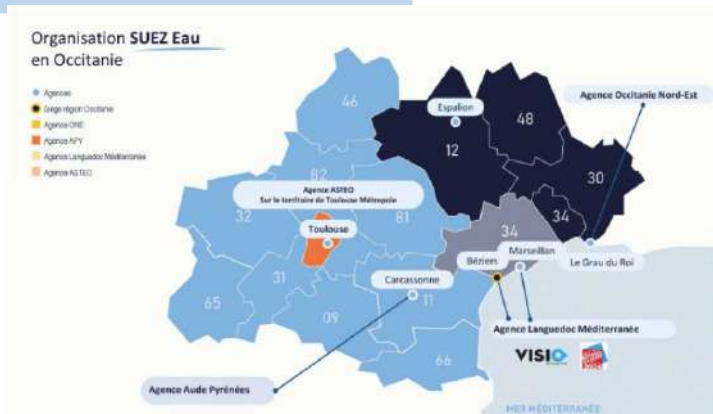 Organisation SUEZ Eau
en Occitanie
Agences
Siège région Occitanie
Agence ONE
Agence APY
Agence Languedoc Méditerranée
Agence ASTEO
46
Espalion
48
Agence Occitanie Nord-Est
12
30
82
Agence ASTEO
Sur le territoire de Toulouse Métropole
32
81
34
34
Toulouse
Marseillan
Béziers
Le Grau du Roi
31
Carcassonne
65
09
11
Agence Languedoc Méditerranée
VISIO
66
Agence Aude Pyrénées
MER MÉDITERRANÉE